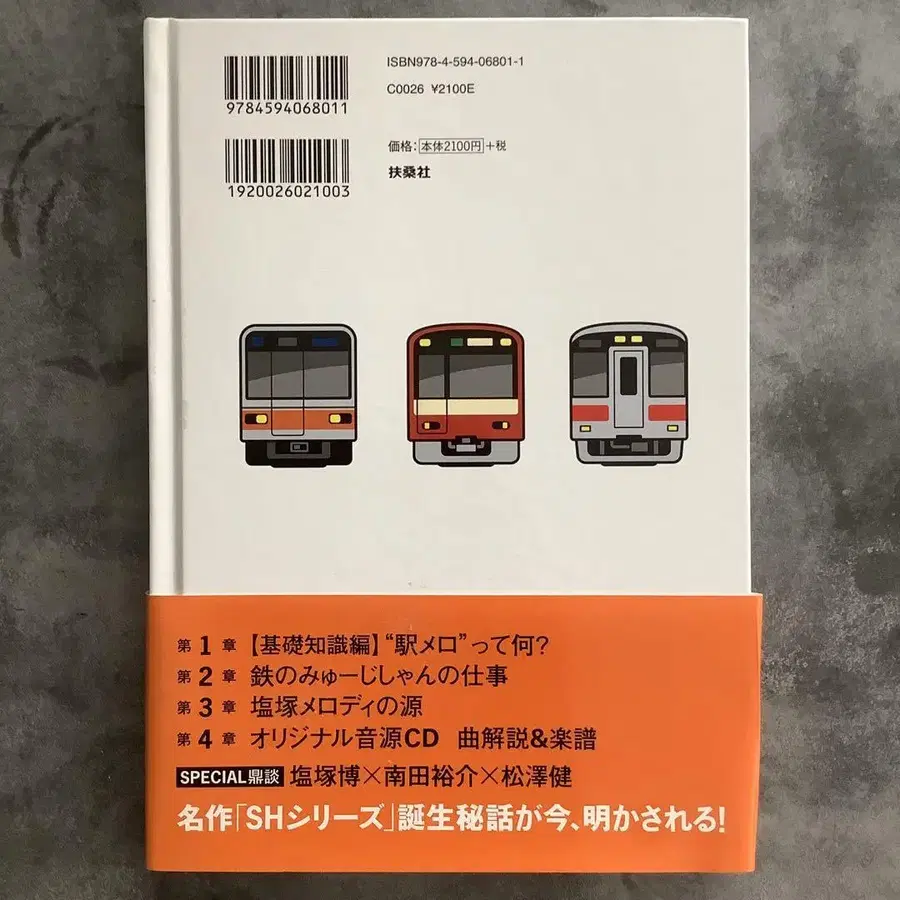 ISBN978-4-594-06801-1
9784594068011
C0026 ¥2100E
価格:本体2100円+税
1920026021003
扶桑社
第1章 【基礎知識編】“駅メロ”って何?
第2章 鉄のみゅーじしゃんの仕事
第3章 塩塚メロディの源
第4章 オリジナル音源CD 曲解説&楽譜
SPECIAL鼎談 塩塚博×南田裕介×松澤健
名作「SHシリーズ」誕生秘話が今、明かされる!